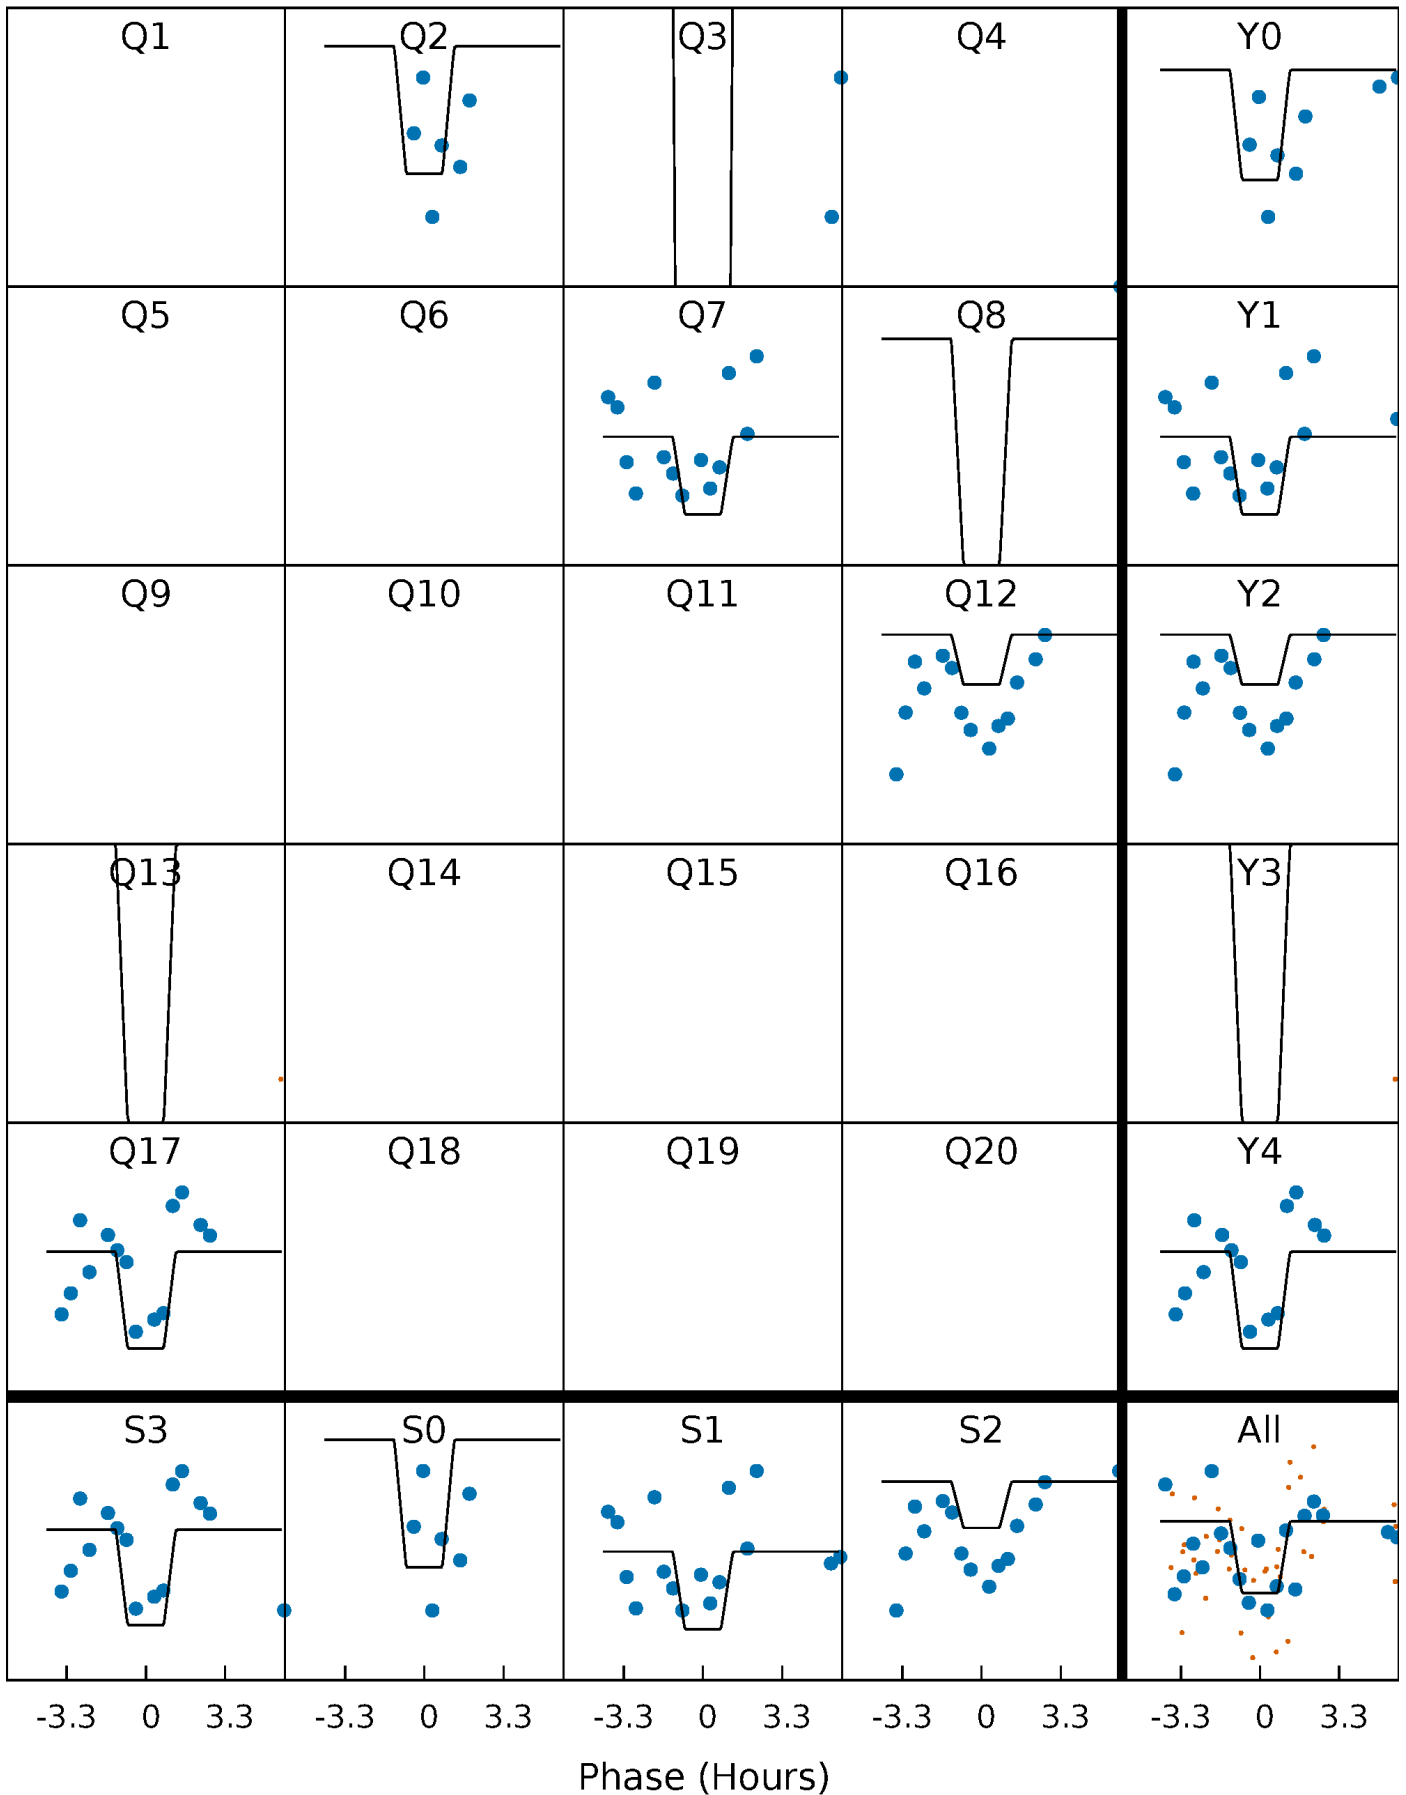 Q1 Q2 Q3 Q4 Y0
Q5 Q6 Q7 Q8 Y1
Q9 Q10 Q11 Q12 Y2
Q13 Q14 Q15 Q16 Y3
Q17 Q18 Q19 Q20 Y4
S3 S0 S1 S2 All
-3.3 0 3.3 -3.3 0 3.3 -3.3 0 3.3 -3.3 0 3.3 -3.3 0 3.3
Phase (Hours)